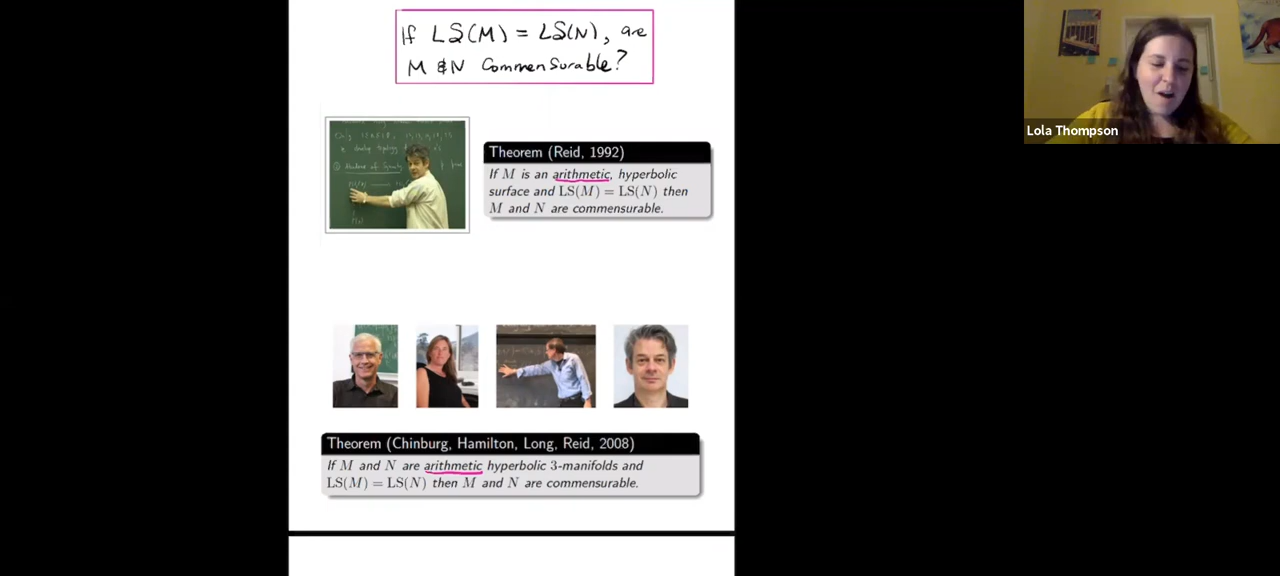 If LS(M) = LS(N), are
M & N Commensurable?
Theorem (Reid, 1992)
If M is an arithmetic, hyperbolic
surface and LS(M) = LS(N) then
M and N are commensurable.
Theorem (Chinburg, Hamilton, Long, Reid, 2008)
If M and N are arithmetic hyperbolic 3-manifolds and
LS(M) = LS(N) then M and N are commensurable.
Lola Thompson